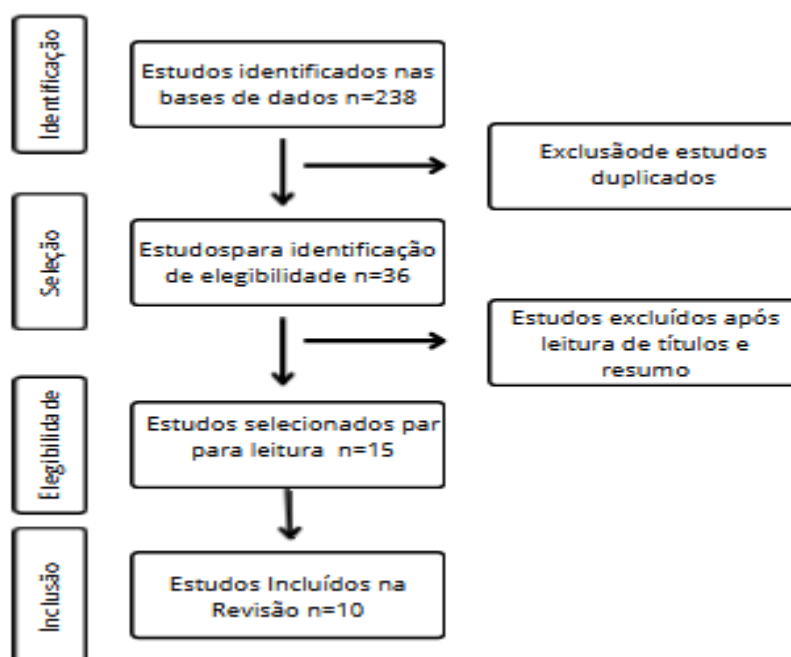 Identificação
Estudos identificados nas
bases de dados n=238
Exclusãode estudos
duplicados
Seleção
Estudospara identificação
de elegibilidade n=36
Estudos excluídos após
leitura de títulos e
resumo
Elegibilidade
Estudos selecionados par
para leitura n=15
Inclusão
Estudos Incluídos na
Revisão n=10